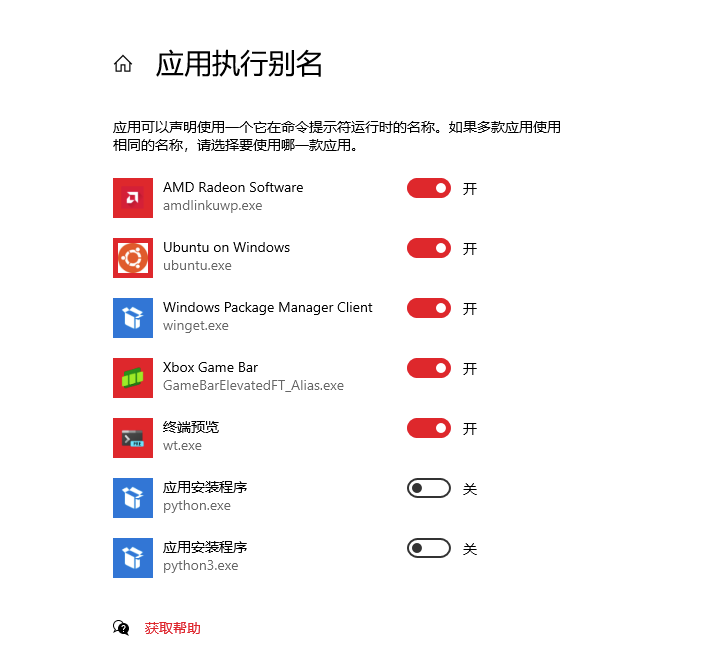 应用执行别名
应用可以声明使用一个它在命令提示符运行时的名称。如果多款应用使用
相同的名称，请选择要使用哪一款应用。
AMD Radeon Software
amdlinkuwp.exe
开
Ubuntu on Windows
ubuntu.exe
开
Windows Package Manager Client
winget.exe
开
Xbox Game Bar
GameBarElevatedFT_Alias.exe
开
终端预览
wt.exe
开
PRE
应用安装程序
python.exe
关
应用安装程序
python3.exe
关
获取帮助